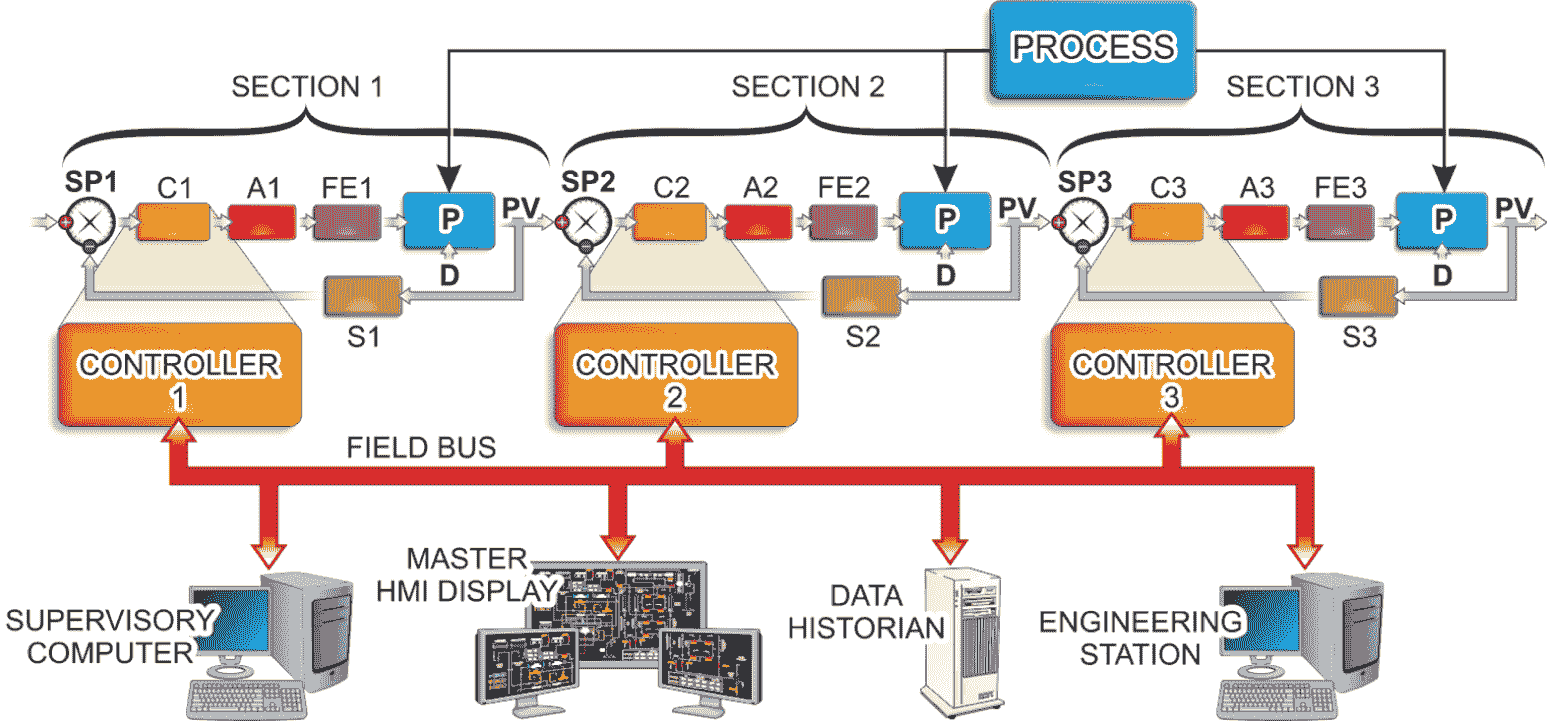 PROCESS
SECTION 1
SECTION 2
SECTION 3
SP1
C1
A1
FE1
P
PV
D
S1
SP2
C2
A2
FE2
P
PV
D
S2
SP3
C3
A3
FE3
P
PV
D
S3
CONTROLLER
1
CONTROLLER
2
CONTROLLER
3
FIELD BUS
SUPERVISORY
COMPUTER
MASTER
HMI DISPLAY
DATA
HISTORIAN
ENGINEERING
STATION